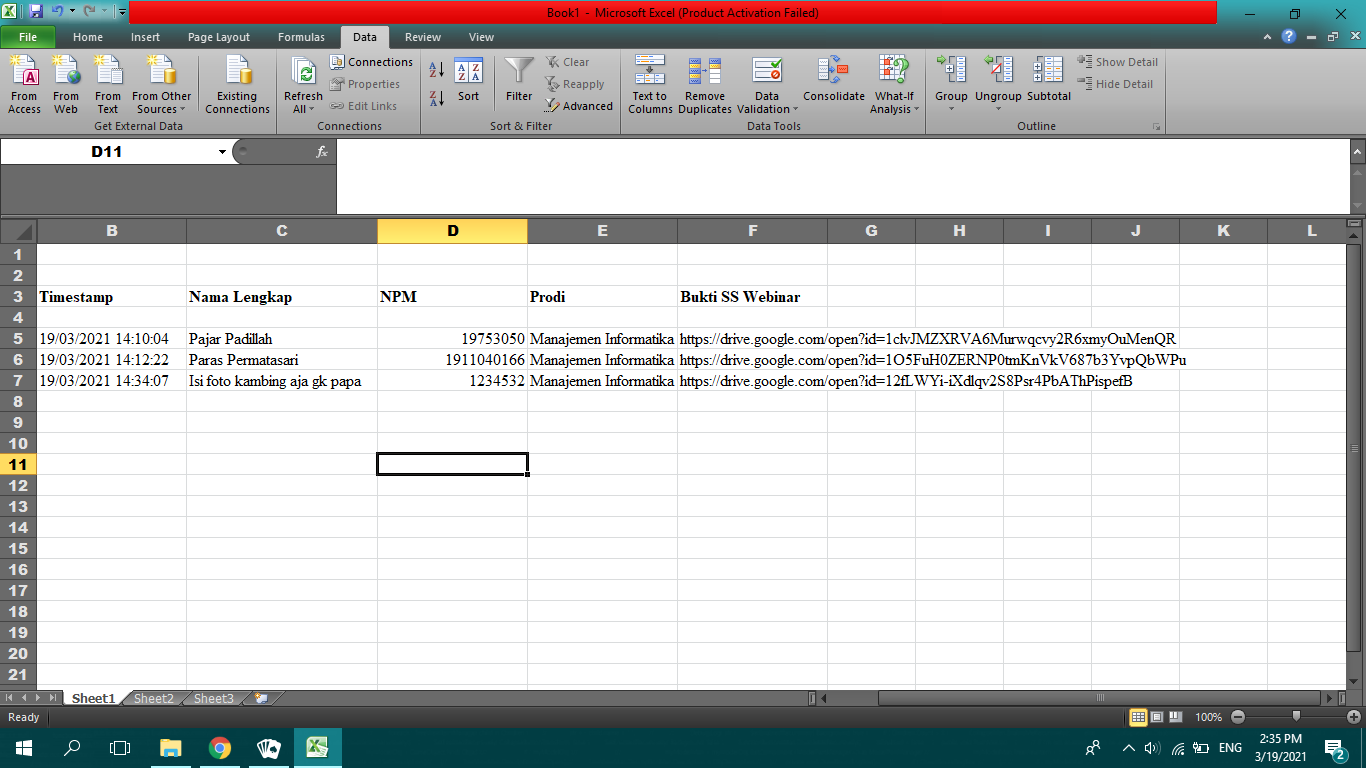 Book1 - Microsoft Excel (Product Activation Failed)
File Home Insert Page Layout Formulas Data Review View
From Access From Web From Text From Other Sources Existing Connections Refresh All Connections Properties Edit Links Sort Filter Clear Reapply Advanced Text to Columns Remove Duplicates Data Validation Consolidate What-If Analysis Group Ungroup Subtotal Show Detail Hide Detail
Get External Data Connections Sort & Filter Data Tools Outline
D11 fx
B C D E F G H I J K L
1
2
3 Timestamp Nama Lengkap NPM Prodi Bukti SS Webinar
4
5 19/03/2021 14:10:04 Pajar Padillah 19753050 Manajemen Informatika https://drive.google.com/open?id=1clvJMZXRVA6Murwqcvy2R6xmyOuMenQR
6 19/03/2021 14:12:22 Paras Permatasari 1911040166 Manajemen Informatika https://drive.google.com/open?id=1O5FuH0ZERNP0tmKnVkV687b3YvpQbWPu
7 19/03/2021 14:34:07 Isi foto kambing aja gk papa 1234532 Manajemen Informatika https://drive.google.com/open?id=12fLWYi-iXdlqv2S8Psr4PbAThPispefB
8
9
10
11
12
13
14
15
16
17
18
19
20
21
Sheet1 Sheet2 Sheet3
Ready 100%
ENG 2:35 PM
3/19/2021 2